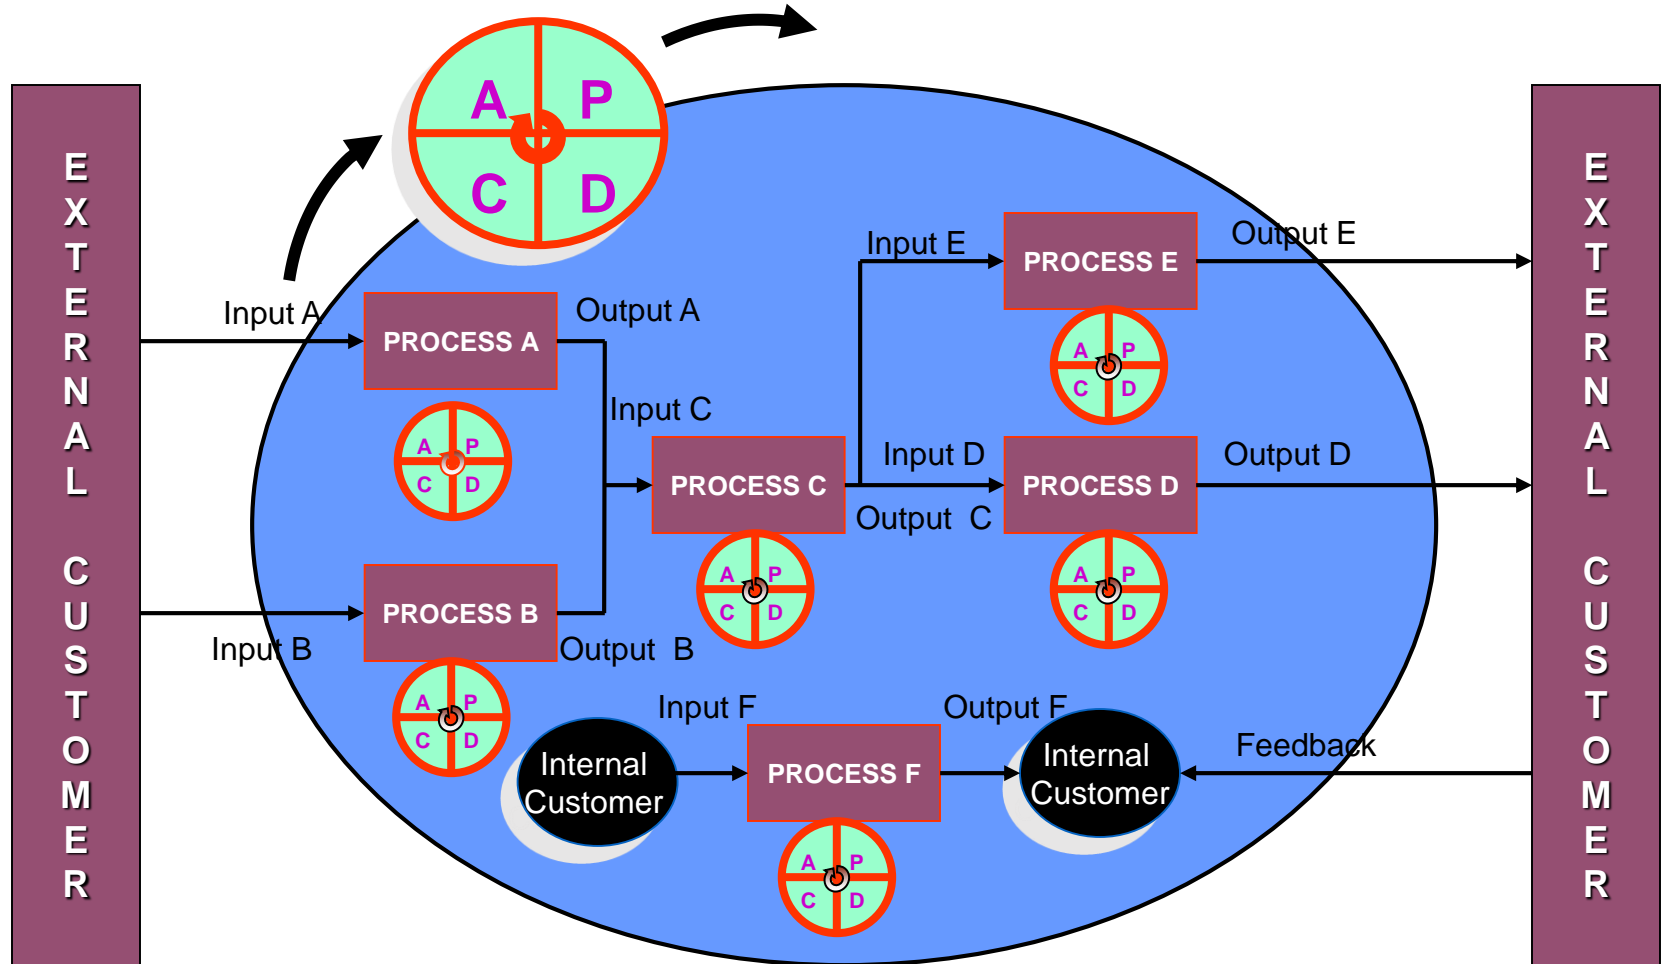 EXTERNAL CUSTOMER
A P
C D
Input A
PROCESS A
Output A
A P
C D
Input B
PROCESS B
Output  B
A P
C D
Input C
PROCESS C
Output  C
A P
C D
Input E
PROCESS E
Output E
A P
C D
Input D
PROCESS D
Output D
A P
C D
Internal
Customer
Input F
PROCESS F
Output F
A P
C D
Internal
Customer
Feedback
EXTERNAL CUSTOMER